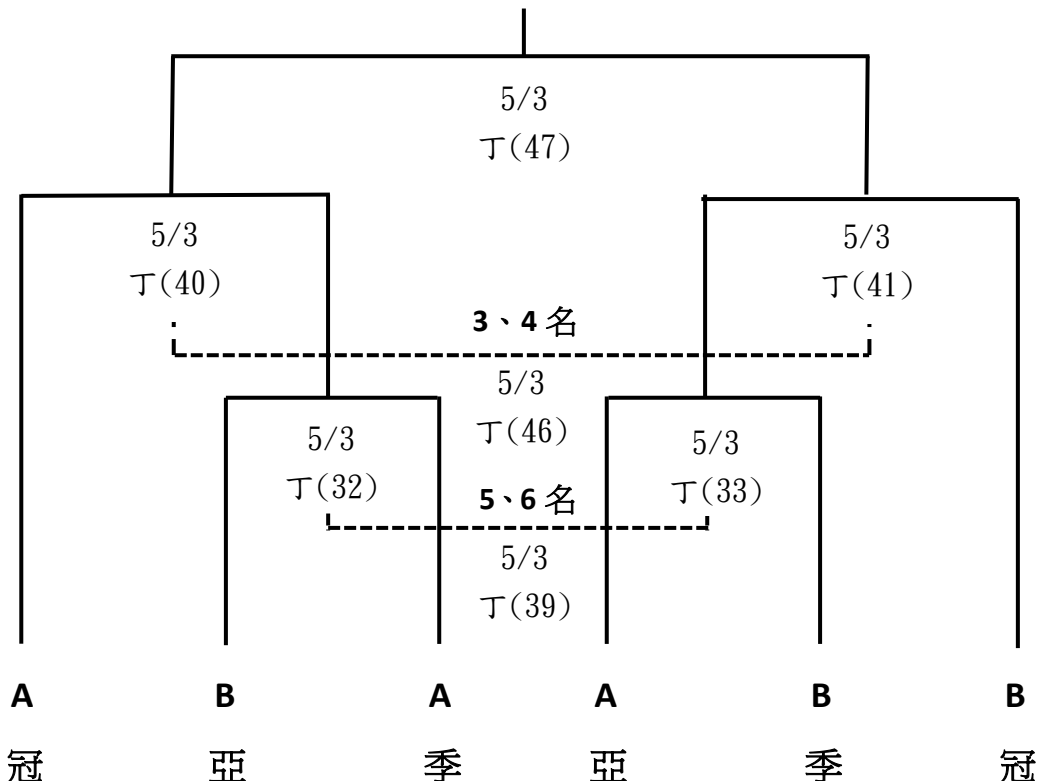 5/3
丁(47)
5/3
丁(40)
5/3
丁(41)
3、4 名
5/3
丁(46)
5/3
丁(32)
5/3
丁(33)
5、6 名
5/3
丁(39)
A B A A B B
冠 亞 季 亞 季 冠